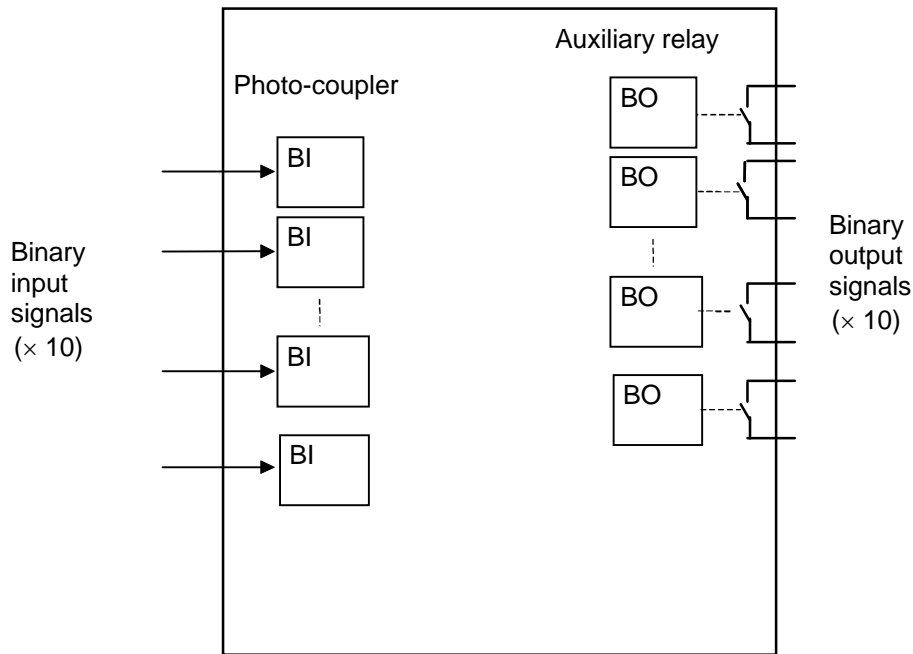 Auxiliary relay
Photo-coupler
BO
BI
BO
BI
Binary
input
signals
(× 10)
Binary
output
signals
(× 10)
BO
BI
BO
BI